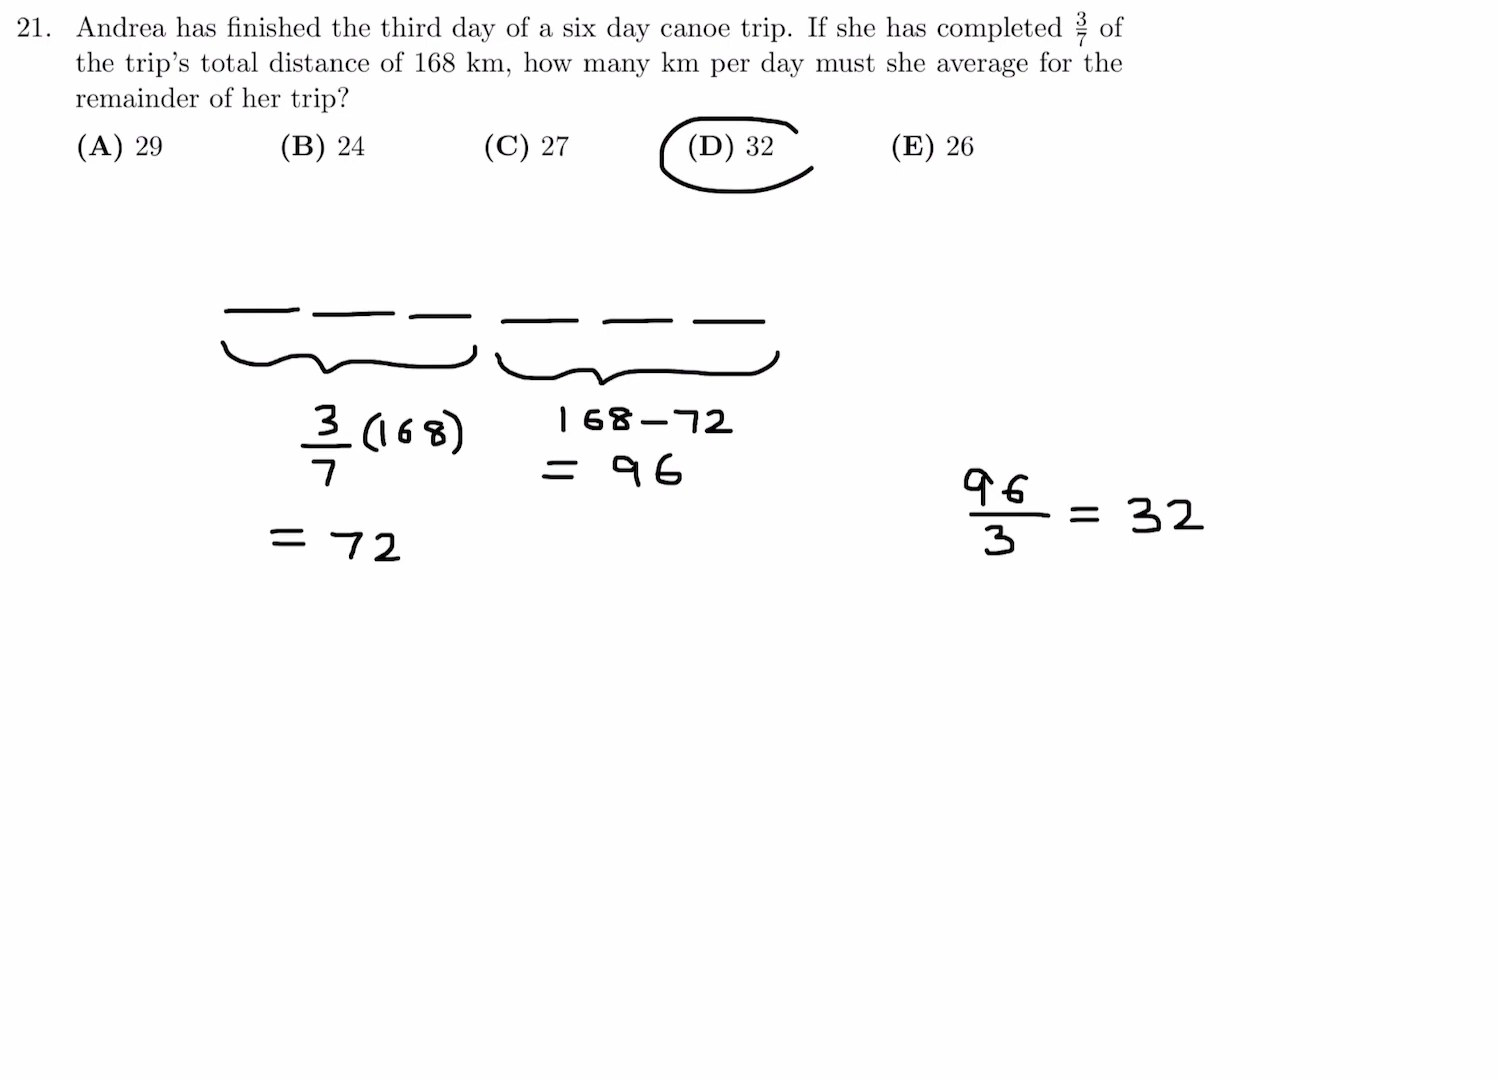 21. Andrea has finished the third day of a six day canoe trip. If she has completed 3/7 of
the trip's total distance of 168 km, how many km per day must she average for the
remainder of her trip?
(A) 29 (B) 24 (C) 27 (D) 32 (E) 26
3/7 (168) 168-72
= 96
= 72
96/3 = 32